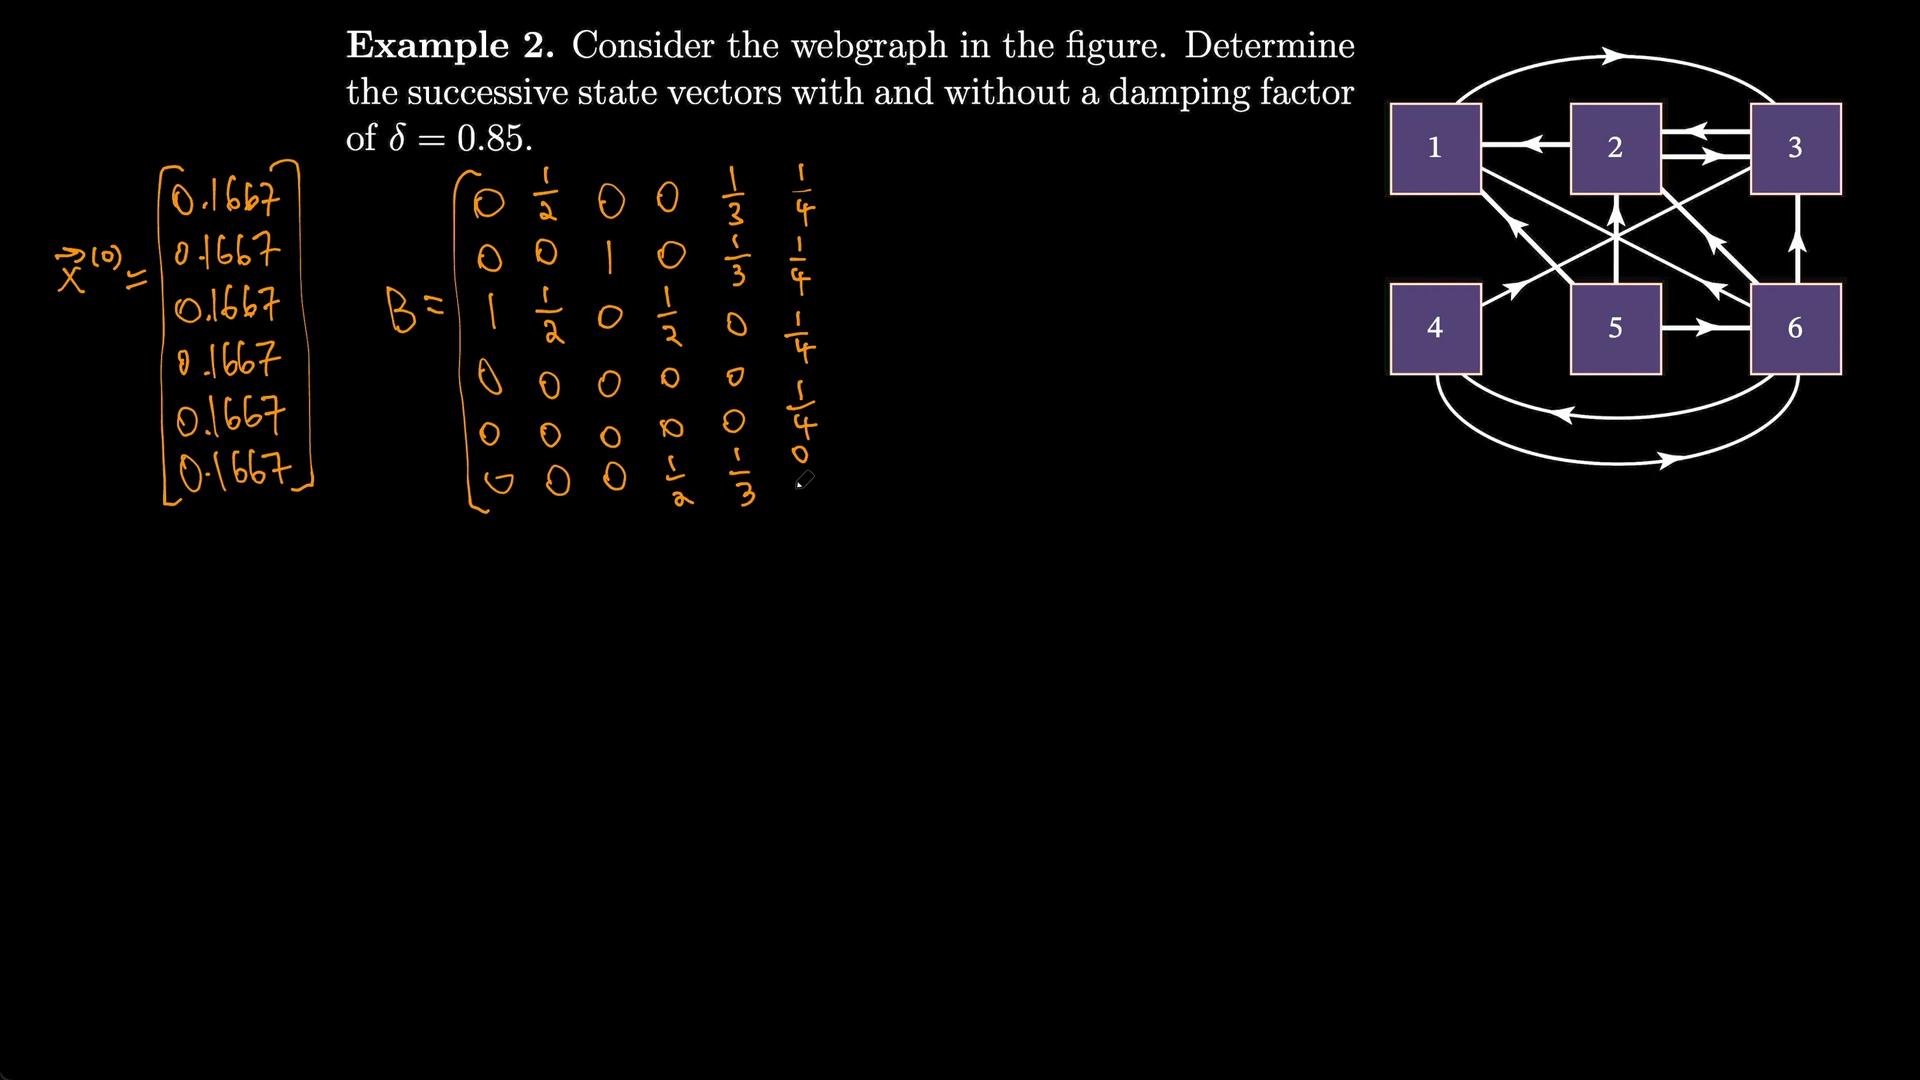 Example 2. Consider the webgraph in the figure. Determine
the successive state vectors with and without a damping factor
of δ = 0.85.
x⃗⁽⁰⁾ =
0.1667
0.1667
0.1667
0.1667
0.1667
0.1667
B =
0 1/2 0 0 1/3 1/4
0 0 1 0 1/3 1/4
1 1/2 0 1/2 0 1/4
0 0 0 0 0 1/4
0 0 0 0 0 0
0 0 0 1/2 1/3
1 2 3
4 5 6